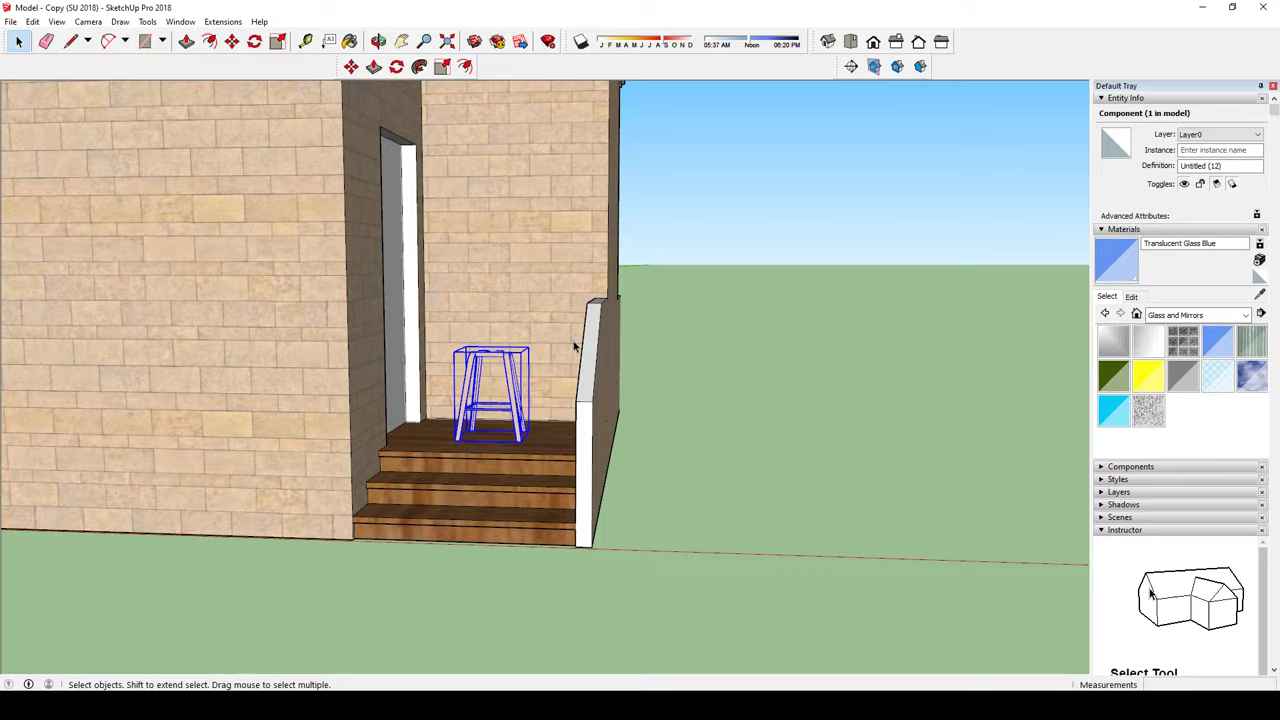 Model - Copy (SU 2018) - SketchUp Pro 2018
File Edit View Camera Draw Tools Window Extensions Help
J F M A M J J A S O N D 05:37 AM Noon 06:20 PM
Default Tray
Entity Info
Component (1 in model)
Layer: Layer0
Instance: Enter instance name
Definition: Untitled (12)
Toggles:
Advanced Attributes:
Materials
Translucent Glass Blue
Select Edit
Glass and Mirrors
Components
Styles
Layers
Shadows
Scenes
Instructor
Select Tool
Select objects. Shift to extend select. Drag mouse to select multiple.
Measurements